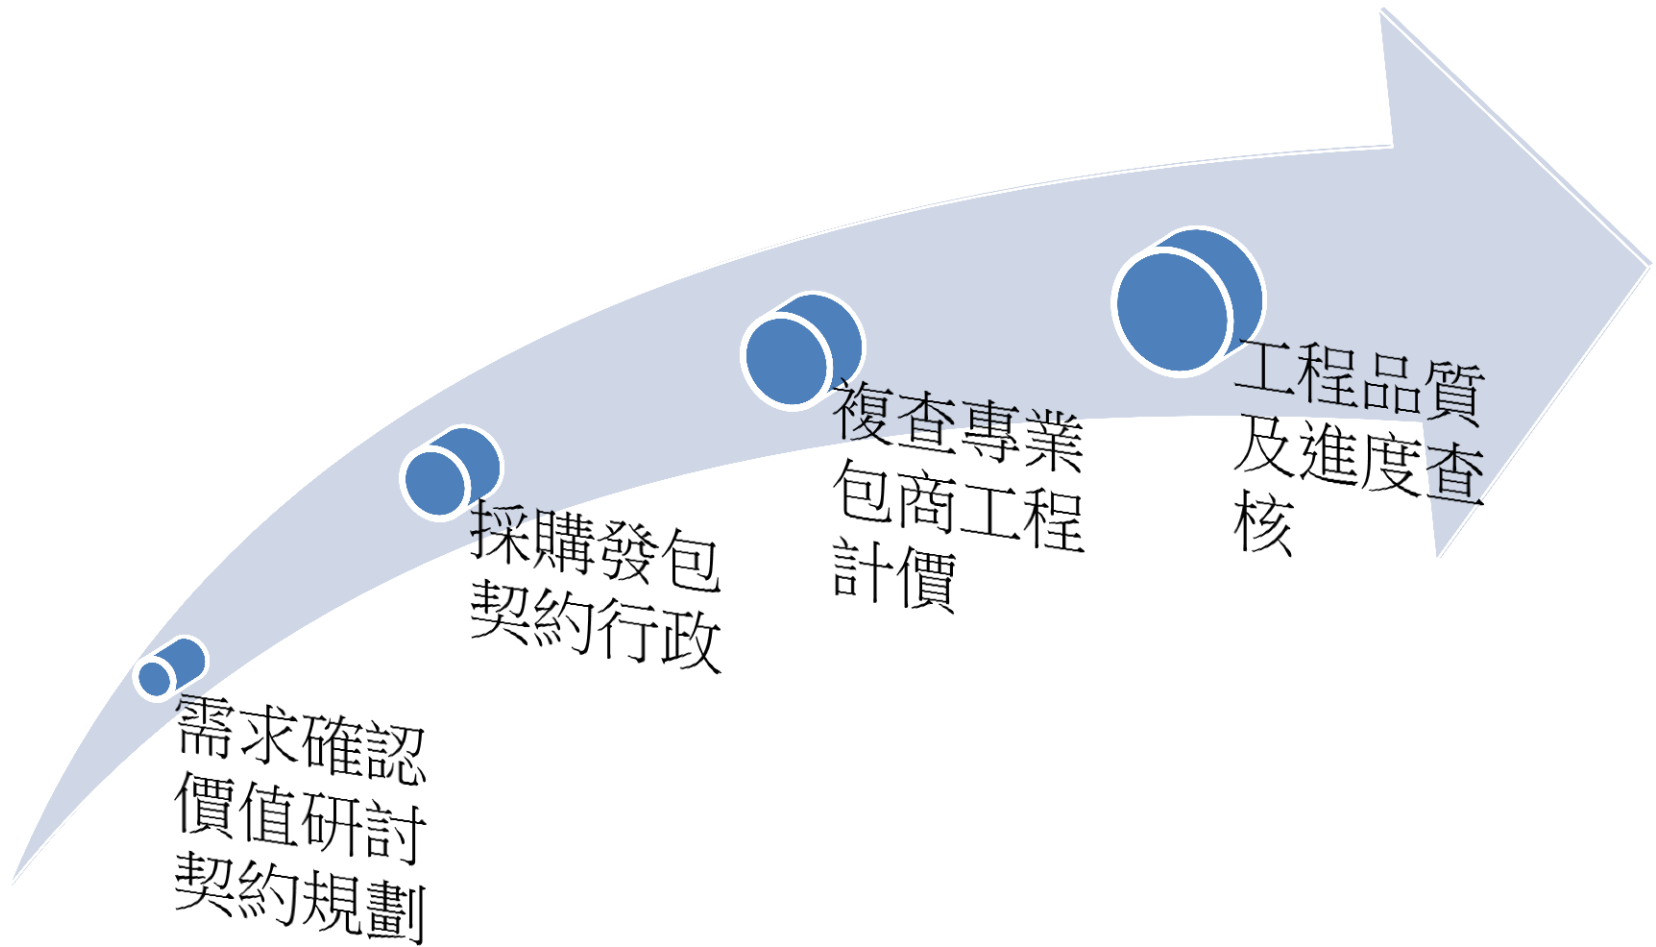 需求確認
價值研討
契約規劃
採購發包
契約行政
複查專業
包商工程
計價
工程品質
及進度查
核